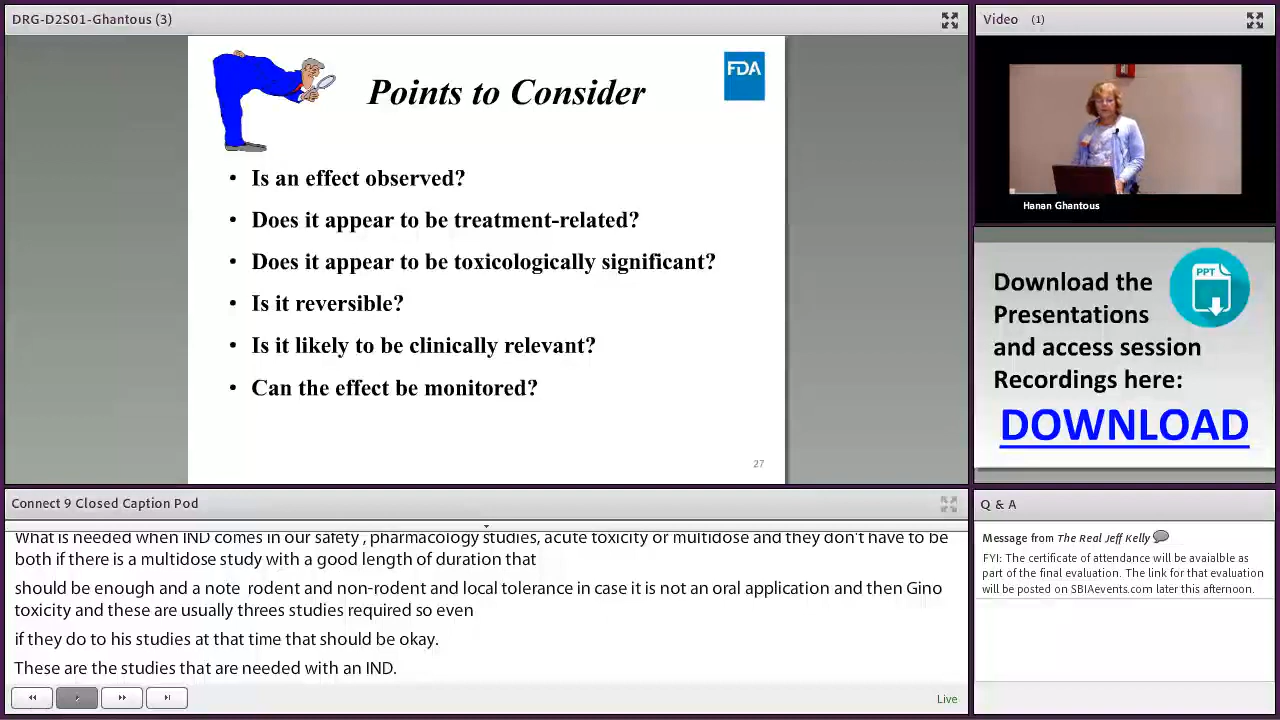 DRG-D2S01-Ghantous (3)
Points to Consider
FDA
• Is an effect observed?
• Does it appear to be treatment-related?
• Does it appear to be toxicologically significant?
• Is it reversible?
• Is it likely to be clinically relevant?
• Can the effect be monitored?
27
Video (1)
Hanan Ghantous
Download the
Presentations
and access session
Recordings here:
PPT
DOWNLOAD
Connect 9 Closed Caption Pod
What is needed when IND comes in our safety , pharmacology studies, acute toxicity or multidose and they don't have to be
both if there is a multidose study with a good length of duration that
should be enough and a note rodent and non-rodent and local tolerance in case it is not an oral application and then Gino
toxicity and these are usually threes studies required so even
if they do to his studies at that time that should be okay.
These are the studies that are needed with an IND.
Live
Q & A
Message from The Real Jeff Kelly
FYI: The certificate of attendance will be avaialble as
part of the final evaluation. The link for that evaluation
will be posted on SBIAevents.com later this afternoon.